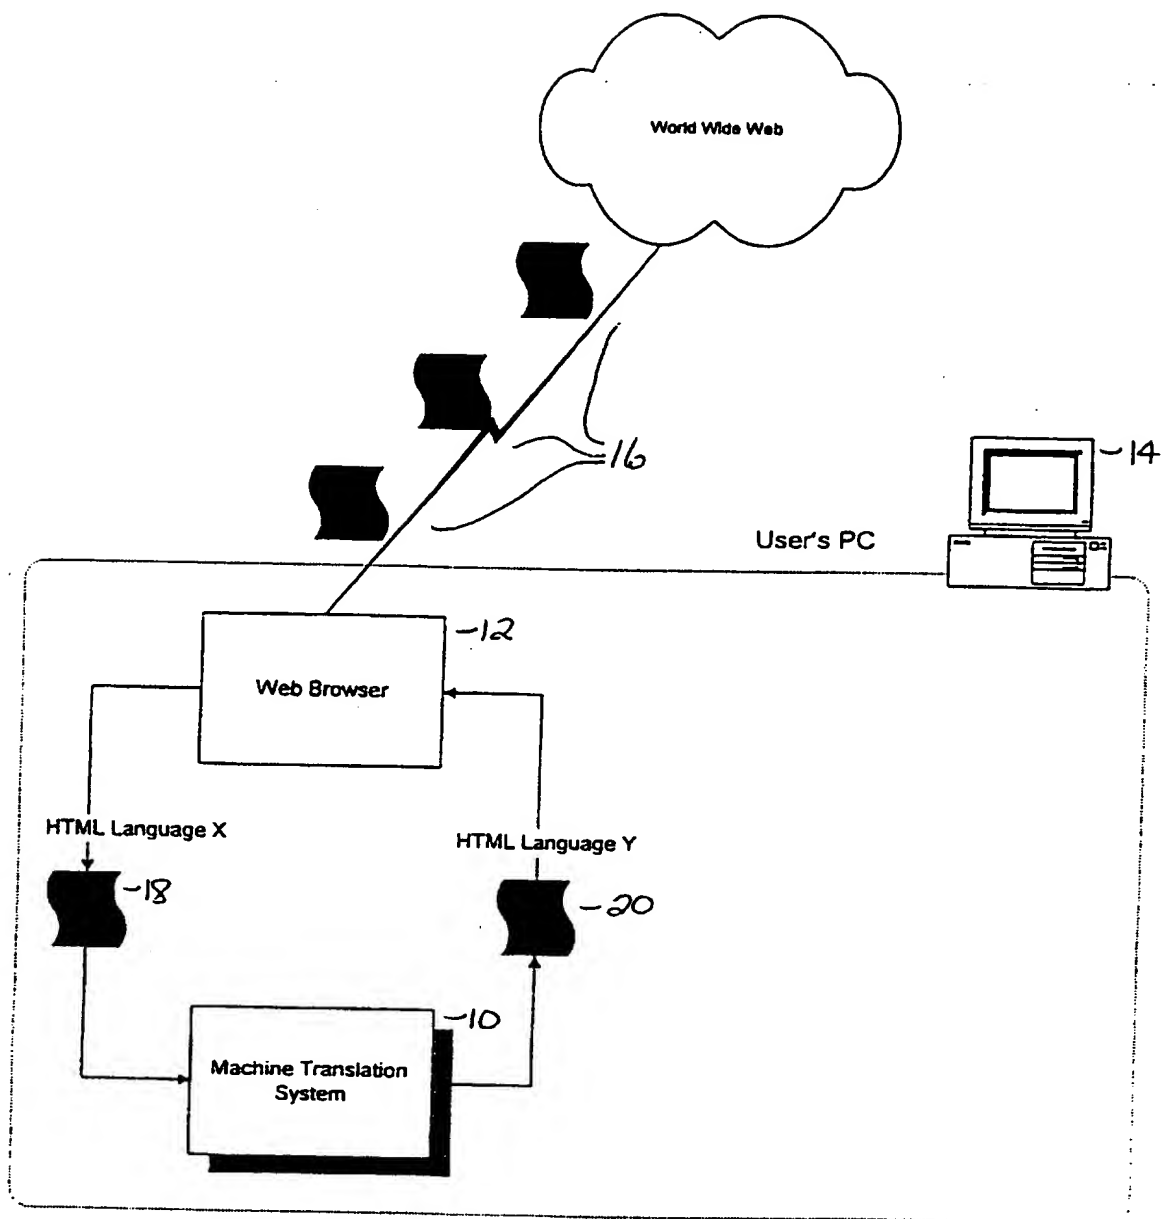 World Wide Web
16
14
User's PC
12
Web Browser
HTML Language X
HTML Language Y
18
20
10
Machine Translation
System